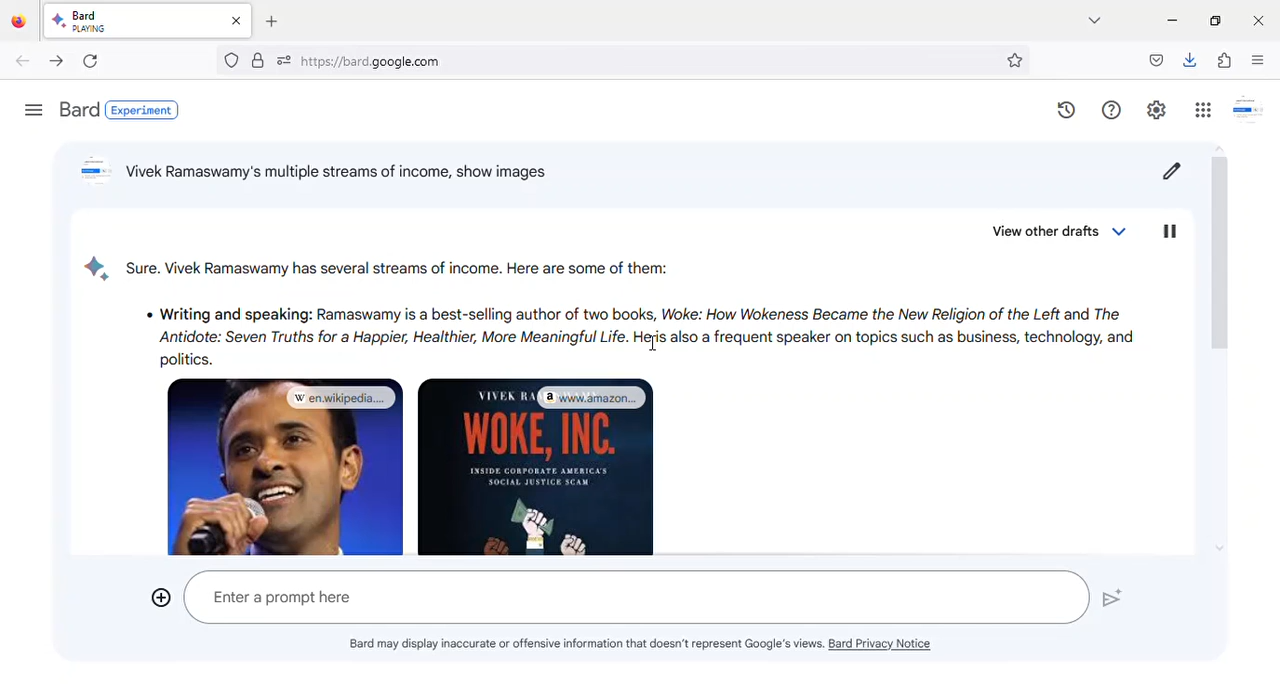 Bard
PLAYING
https://bard.google.com
Bard Experiment
Vivek Ramaswamy's multiple streams of income, show images
View other drafts
Sure. Vivek Ramaswamy has several streams of income. Here are some of them:
• Writing and speaking: Ramaswamy is a best-selling author of two books, Woke: How Wokeness Became the New Religion of the Left and The
Antidote: Seven Truths for a Happier, Healthier, More Meaningful Life. He is also a frequent speaker on topics such as business, technology, and
politics.
W en.wikipedia....
a www.amazon...
VIVEK
WOKE, INC.
INSIDE CORPORATE AMERICA'S
SOCIAL JUSTICE SCAM
Enter a prompt here
Bard may display inaccurate or offensive information that doesn't represent Google's views. Bard Privacy Notice